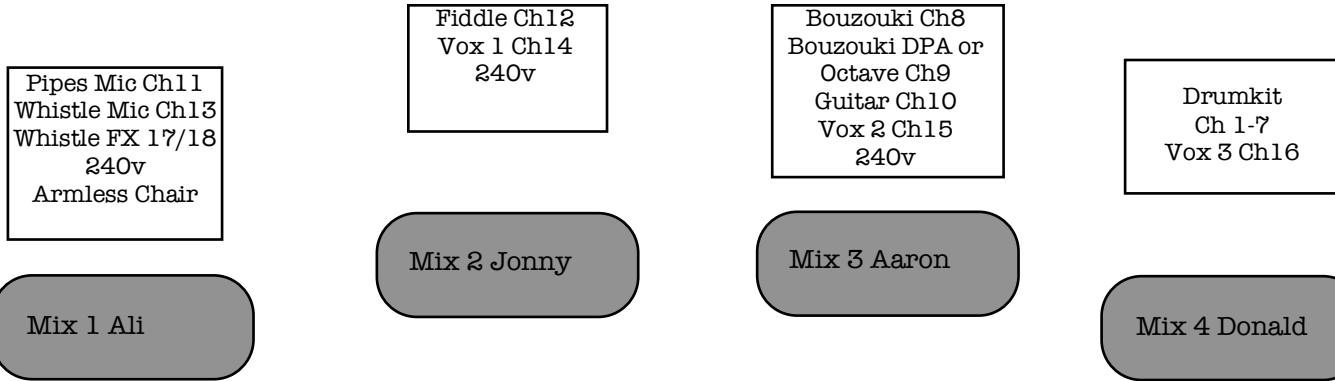 Pipes Mic Ch11
Whistle Mic Ch13
Whistle FX 17/18
240v
Armless Chair
Fiddle Ch12
Vox 1 Ch14
240v
Bouzouki Ch8
Bouzouki DPA or
Octave Ch9
Guitar Ch10
Vox 2 Ch15
240v
Drumkit
Ch 1-7
Vox 3 Ch16
Mix 1 Ali
Mix 2 Jonny
Mix 3 Aaron
Mix 4 Donald